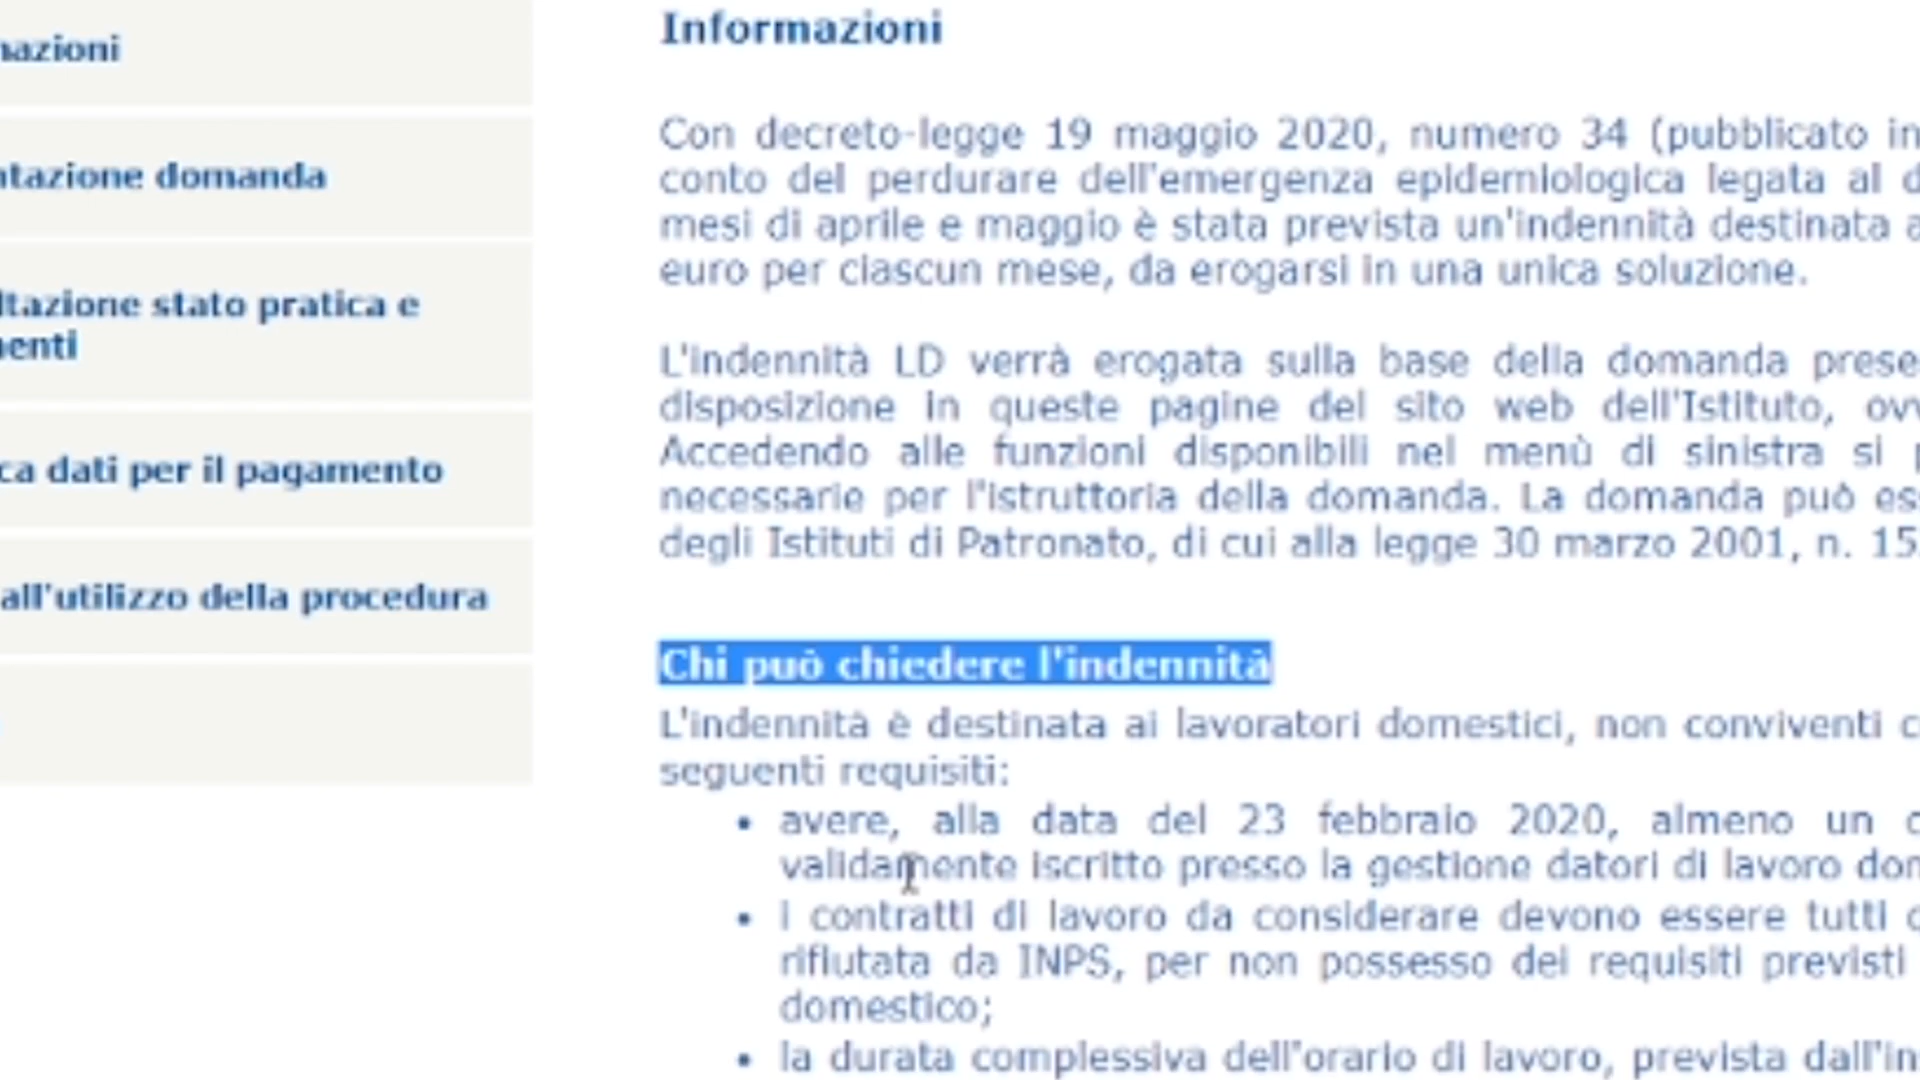 Informazioni
Con decreto-legge 19 maggio 2020, numero 34 (pubblicato in
conto del perdurare dell'emergenza epidemiologica legata al
mesi di aprile e maggio è stata prevista un'indennità destinata
euro per ciascun mese, da erogarsi in una unica soluzione.
L'indennità LD verrà erogata sulla base della domanda prese
disposizione in queste pagine del sito web dell'Istituto, ovv
Accedendo alle funzioni disponibili nel menù di sinistra si
necessarie per l'istruttoria della domanda. La domanda può es
degli Istituti di Patronato, di cui alla legge 30 marzo 2001, n. 15
Chi può chiedere l'indennità
L'indennità è destinata ai lavoratori domestici, non conviventi
seguenti requisiti:
• avere, alla data del 23 febbraio 2020, almeno un
validamente iscritto presso la gestione datori di lavoro dom
• i contratti di lavoro da considerare devono essere tutti
rifiutata da INPS, per non possesso dei requisiti previsti
domestico;
• la durata complessiva dell'orario di lavoro, prevista dall'in
mazioni
ntazione domanda
ltazione stato pratica e
menti
ca dati per il pagamento
all'utilizzo della procedura